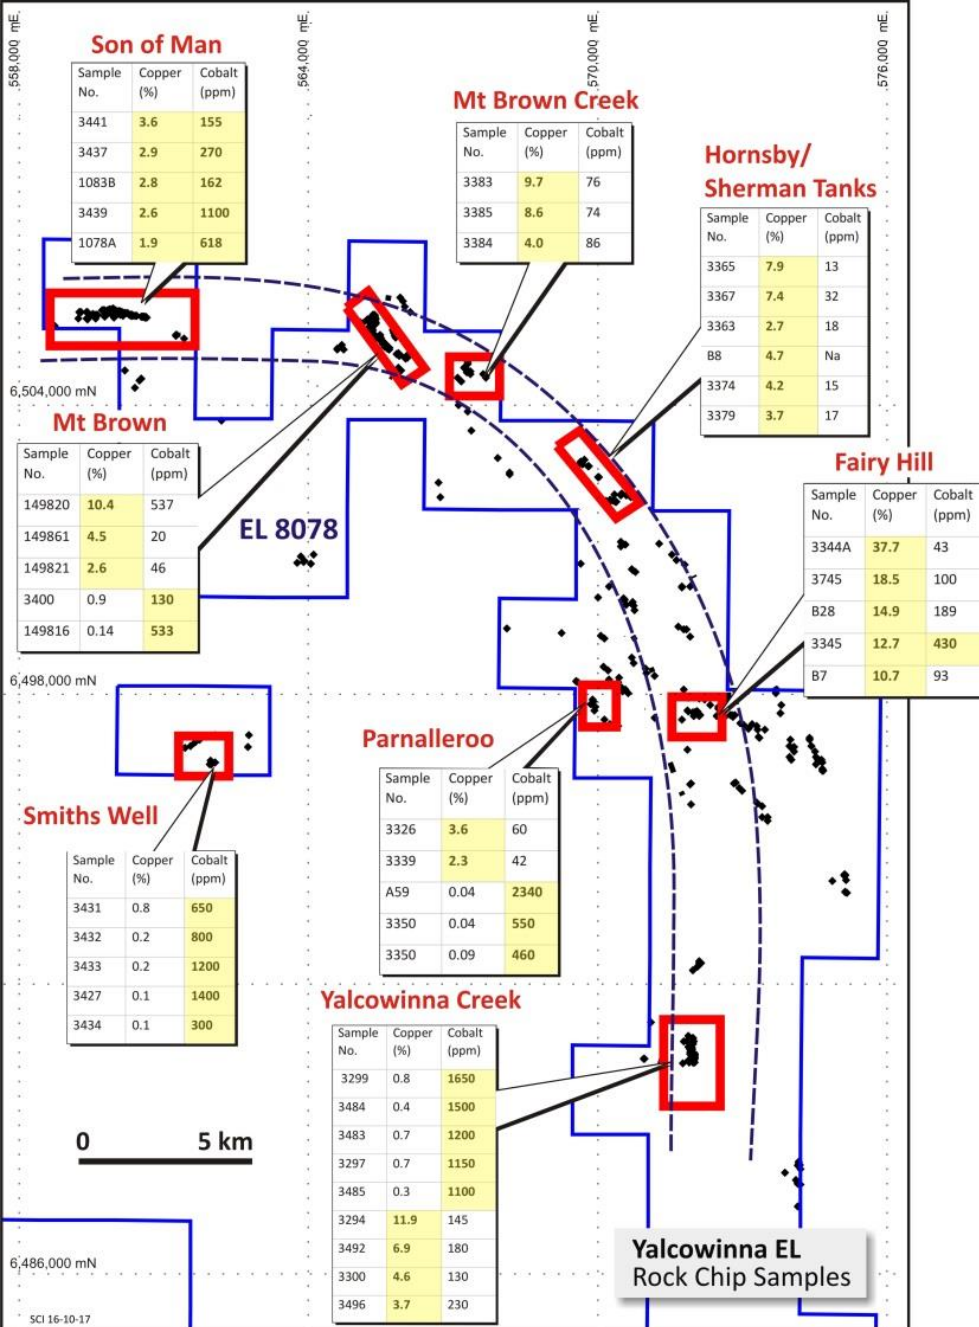 558,000 mE.
564,000 mE.
570,000 mE.
576,000 mE.
Son of Man
Sample No. Copper (%) Cobalt (ppm)
3441 3.6 155
3437 2.9 270
1083B 2.8 162
3439 2.6 1100
1078A 1.9 618
Mt Brown Creek
Sample No. Copper (%) Cobalt (ppm)
3383 9.7 76
3385 8.6 74
3384 4.0 86
Hornsby/
Sherman Tanks
Sample No. Copper (%) Cobalt (ppm)
3365 7.9 13
3367 7.4 32
3363 2.7 18
B8 4.7 Na
3374 4.2 15
3379 3.7 17
6,504,000 mN
Mt Brown
Sample No. Copper (%) Cobalt (ppm)
149820 10.4 537
149861 4.5 20
149821 2.6 46
3400 0.9 130
149816 0.14 533
EL 8078
Fairy Hill
Sample No. Copper (%) Cobalt (ppm)
3344A 37.7 43
3745 18.5 100
B28 14.9 189
3345 12.7 430
B7 10.7 93
6,498,000 mN
Parnalleroo
Sample No. Copper (%) Cobalt (ppm)
3326 3.6 60
3339 2.3 42
A59 0.04 2340
3350 0.04 550
3350 0.09 460
Smiths Well
Sample No. Copper (%) Cobalt (ppm)
3431 0.8 650
3432 0.2 800
3433 0.2 1200
3427 0.1 1400
3434 0.1 300
Yalcowinna Creek
Sample No. Copper (%) Cobalt (ppm)
3299 0.8 1650
3484 0.4 1500
3483 0.7 1200
3297 0.7 1150
3485 0.3 1100
3294 11.9 145
3492 6.9 180
3300 4.6 130
3496 3.7 230
0 5 km
6,486,000 mN
Yalcowinna EL
Rock Chip Samples
SCI 16-10-17